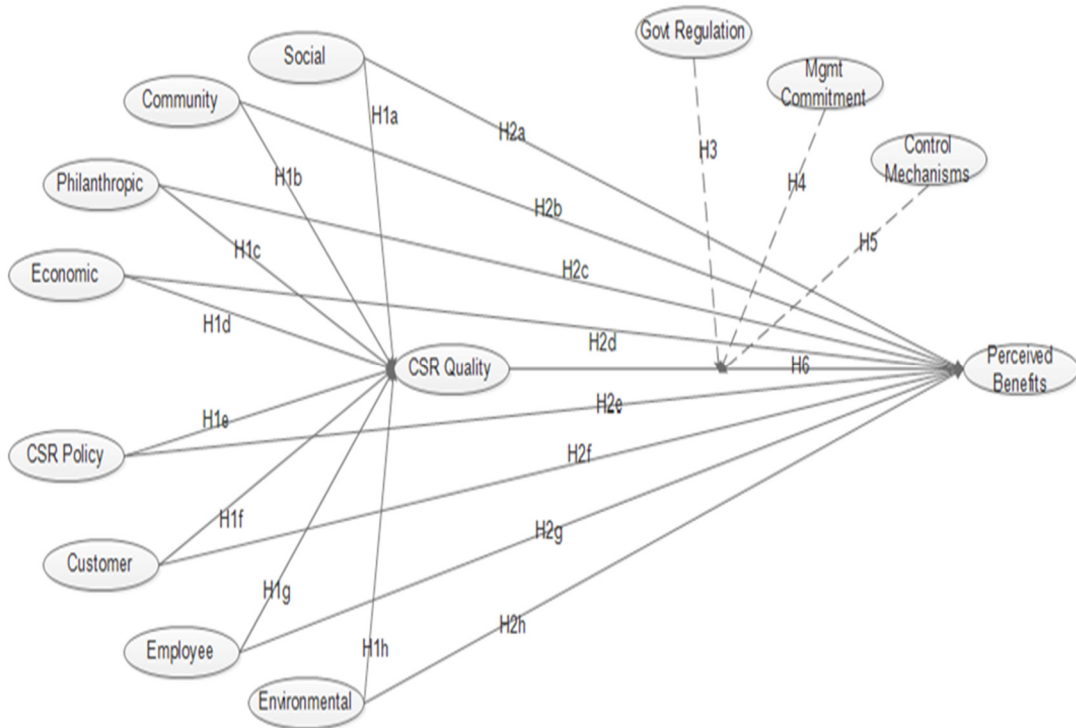 Govt Regulation
Social
Mgmt
Commitment
Community
H1a
H2a
Control
Mechanisms
H3
H1b
Philanthropic
H4
H2b
H1c
H5
Economic
H2c
H1d
H2d
CSR Quality
H6
Perceived
Benefits
H1e
H2e
CSR Policy
H2f
H1f
Customer
H2g
H1g
H2h
Employee
H1h
Environmental